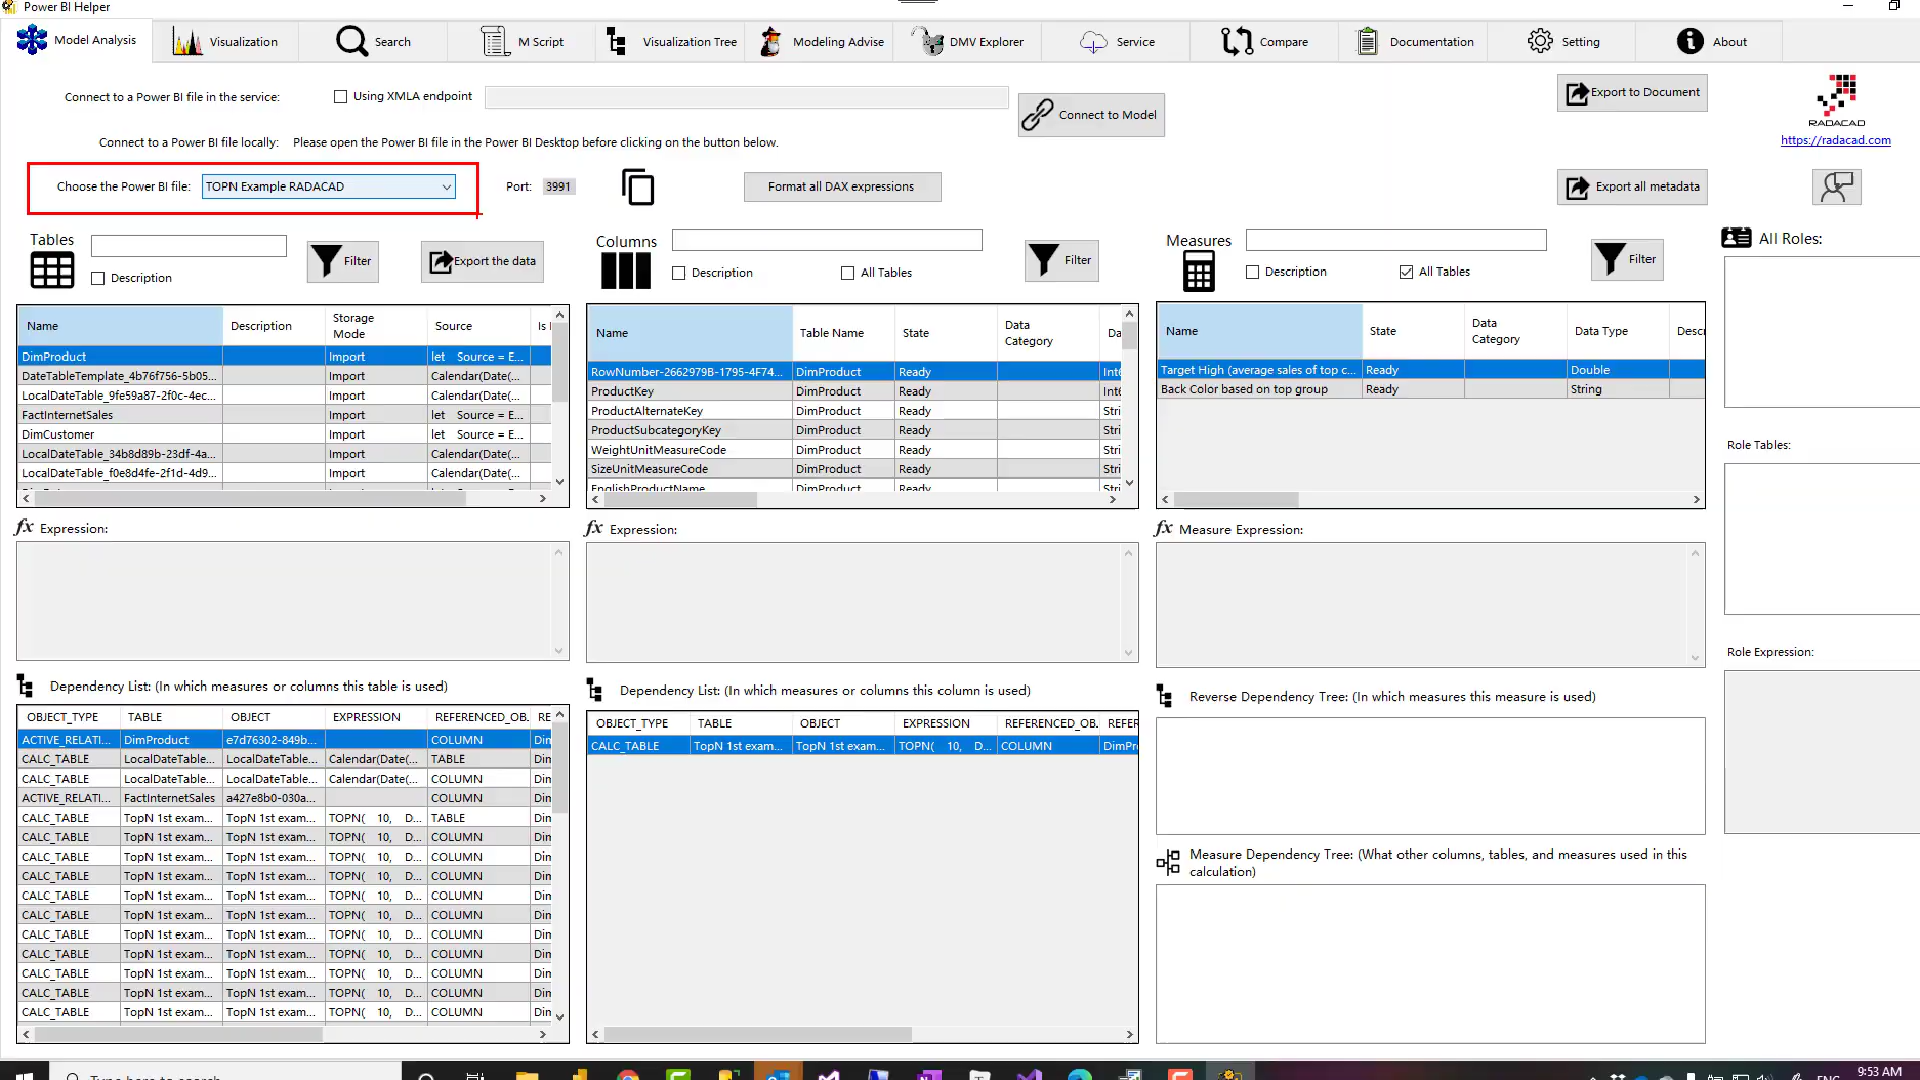 Power BI Helper
Model Analysis
Visualization
Search
M Script
Visualization Tree
Modeling Advise
DMV Explorer
Service
Compare
Documentation
Setting
About
Connect to a Power BI file in the service:
Using XMLA endpoint
Connect to Model
Export to Document
RADACAD
https://radacad.com
Connect to a Power BI file locally: Please open the Power BI file in the Power BI Desktop before clicking on the button below.
Choose the Power BI file: TOPN Example RADACAD
Port: 3991
Format all DAX expressions
Export all metadata
Tables
Description
Filter
Export the data
Columns
Description
All Tables
Filter
Measures
Description
All Tables
Filter
All Roles:
Name Description Storage Mode Source Is
DimProduct Import let Source = E...
DateTableTemplate_4b76f756-5b05... Import Calendar(Date(...
LocalDateTable_9fe59a87-2f0c-4ec... Import Calendar(Date(...
FactInternetSales Import let Source = E...
DimCustomer Import let Source = E...
LocalDateTable_34b8d89b-23df-4a... Import Calendar(Date(...
LocalDateTable_f0e8d4fe-2f1d-4d9... Import Calendar(Date(...
Name Table Name State Data Category Da
RowNumber-2662979B-1795-4F74... DimProduct Ready Int6
ProductKey DimProduct Ready Int6
ProductAlternateKey DimProduct Ready Stri
ProductSubcategoryKey DimProduct Ready Stri
WeightUnitMeasureCode DimProduct Ready Stri
SizeUnitMeasureCode DimProduct Ready Stri
EnglishProductName DimProduct Ready Stri
Name State Data Category Data Type Descr
Target High (average sales of top c... Ready Double
Back Color based on top group Ready String
Role Tables:
fx Expression:
fx Expression:
fx Measure Expression:
Role Expression:
Dependency List: (In which measures or columns this table is used)
OBJECT_TYPE TABLE OBJECT EXPRESSION REFERENCED_OB. RE
ACTIVE_RELATI... DimProduct e7d76302-849b... COLUMN Dim
CALC_TABLE LocalDateTable... LocalDateTable... Calendar(Date(... TABLE Dim
CALC_TABLE LocalDateTable... LocalDateTable... Calendar(Date(... COLUMN Dim
ACTIVE_RELATI... FactInternetSales a427e8b0-030a... COLUMN Dim
CALC_TABLE TopN 1st exam... TopN 1st exam... TOPN( 10, D... TABLE Dim
CALC_TABLE TopN 1st exam... TopN 1st exam... TOPN( 10, D... COLUMN Dim
CALC_TABLE TopN 1st exam... TopN 1st exam... TOPN( 10, D... COLUMN Dim
CALC_TABLE TopN 1st exam... TopN 1st exam... TOPN( 10, D... COLUMN Dim
CALC_TABLE TopN 1st exam... TopN 1st exam... TOPN( 10, D... COLUMN Dim
CALC_TABLE TopN 1st exam... TopN 1st exam... TOPN( 10, D... COLUMN Dim
CALC_TABLE TopN 1st exam... TopN 1st exam... TOPN( 10, D... COLUMN Dim
CALC_TABLE TopN 1st exam... TopN 1st exam... TOPN( 10, D... COLUMN Dim
CALC_TABLE TopN 1st exam... TopN 1st exam... TOPN( 10, D... COLUMN Dim
CALC_TABLE TopN 1st exam... TopN 1st exam... TOPN( 10, D... COLUMN Dim
CALC_TABLE TopN 1st exam... TopN 1st exam... TOPN( 10, D... COLUMN Dim
Dependency List: (In which measures or columns this column is used)
OBJECT_TYPE TABLE OBJECT EXPRESSION REFERENCED_OB. REFER
CALC_TABLE TopN 1st exam... TopN 1st exam... TOPN( 10, D... COLUMN DimPr
Reverse Dependency Tree: (In which measures this measure is used)
Measure Dependency Tree: (What other columns, tables, and measures used in this
calculation)
Type here to search
ENG
9:53 AM